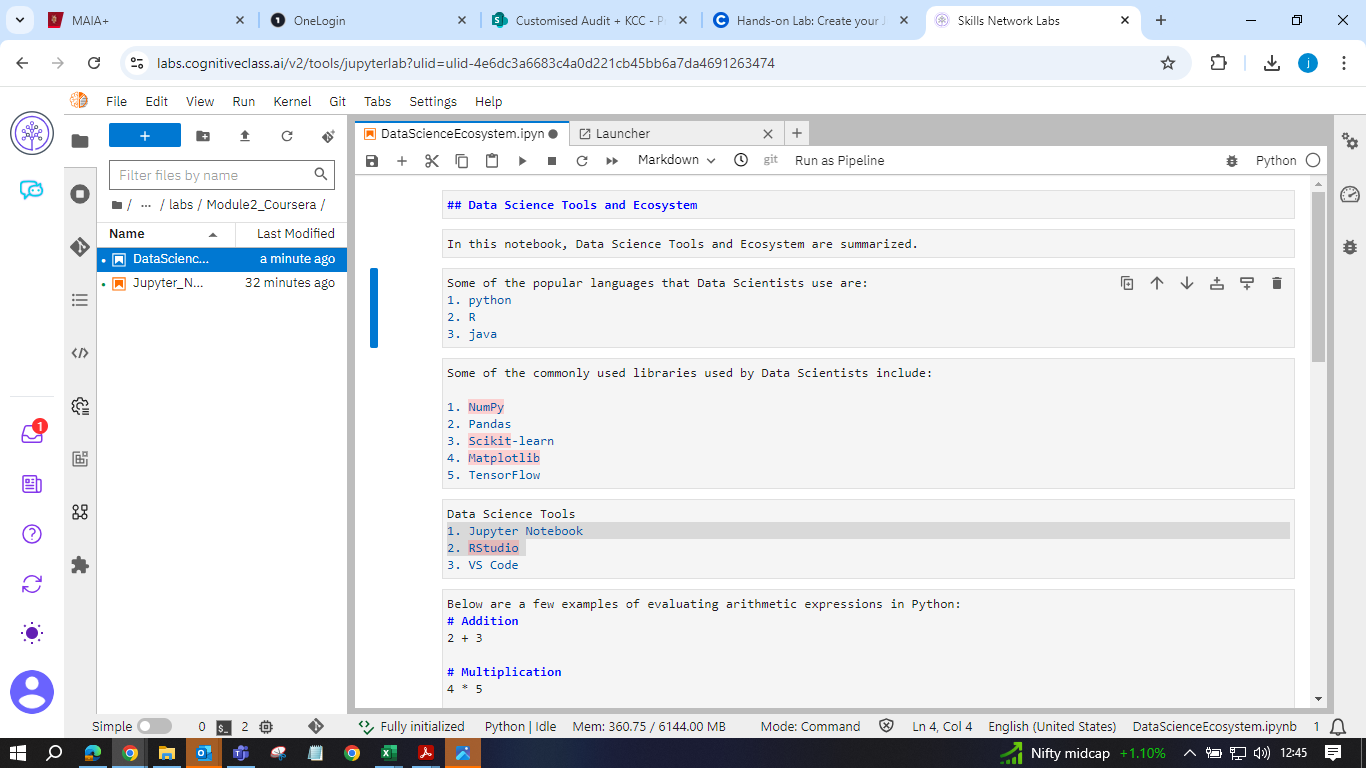 MAIA+
OneLogin
Customised Audit + KCC - P
Hands-on Lab: Create your J
Skills Network Labs
labs.cognitiveclass.ai/v2/tools/jupyterlab?ulid=ulid-4e6dc3a6683c4a0d221cb45bb6a7da4691263474
j
File Edit View Run Kernel Git Tabs Settings Help
DataScienceEcosystem.ipyn
Launcher
Markdown
git
Run as Pipeline
Python
Filter files by name
/ ... / labs / Module2_Coursera /
Name Last Modified
DataScienc... a minute ago
Jupyter_N... 32 minutes ago
1
## Data Science Tools and Ecosystem
In this notebook, Data Science Tools and Ecosystem are summarized.
Some of the popular languages that Data Scientists use are:
1. python
2. R
3. java
Some of the commonly used libraries used by Data Scientists include:
1. NumPy
2. Pandas
3. Scikit-learn
4. Matplotlib
5. TensorFlow
Data Science Tools
1. Jupyter Notebook
2. RStudio
3. VS Code
Below are a few examples of evaluating arithmetic expressions in Python:
# Addition
2 + 3
# Multiplication
4 * 5
Simple 0 2 Fully initialized Python | Idle Mem: 360.75 / 6144.00 MB Mode: Command Ln 4, Col 4 English (United States) DataScienceEcosystem.ipynb 1
Nifty midcap +1.10% 12:45